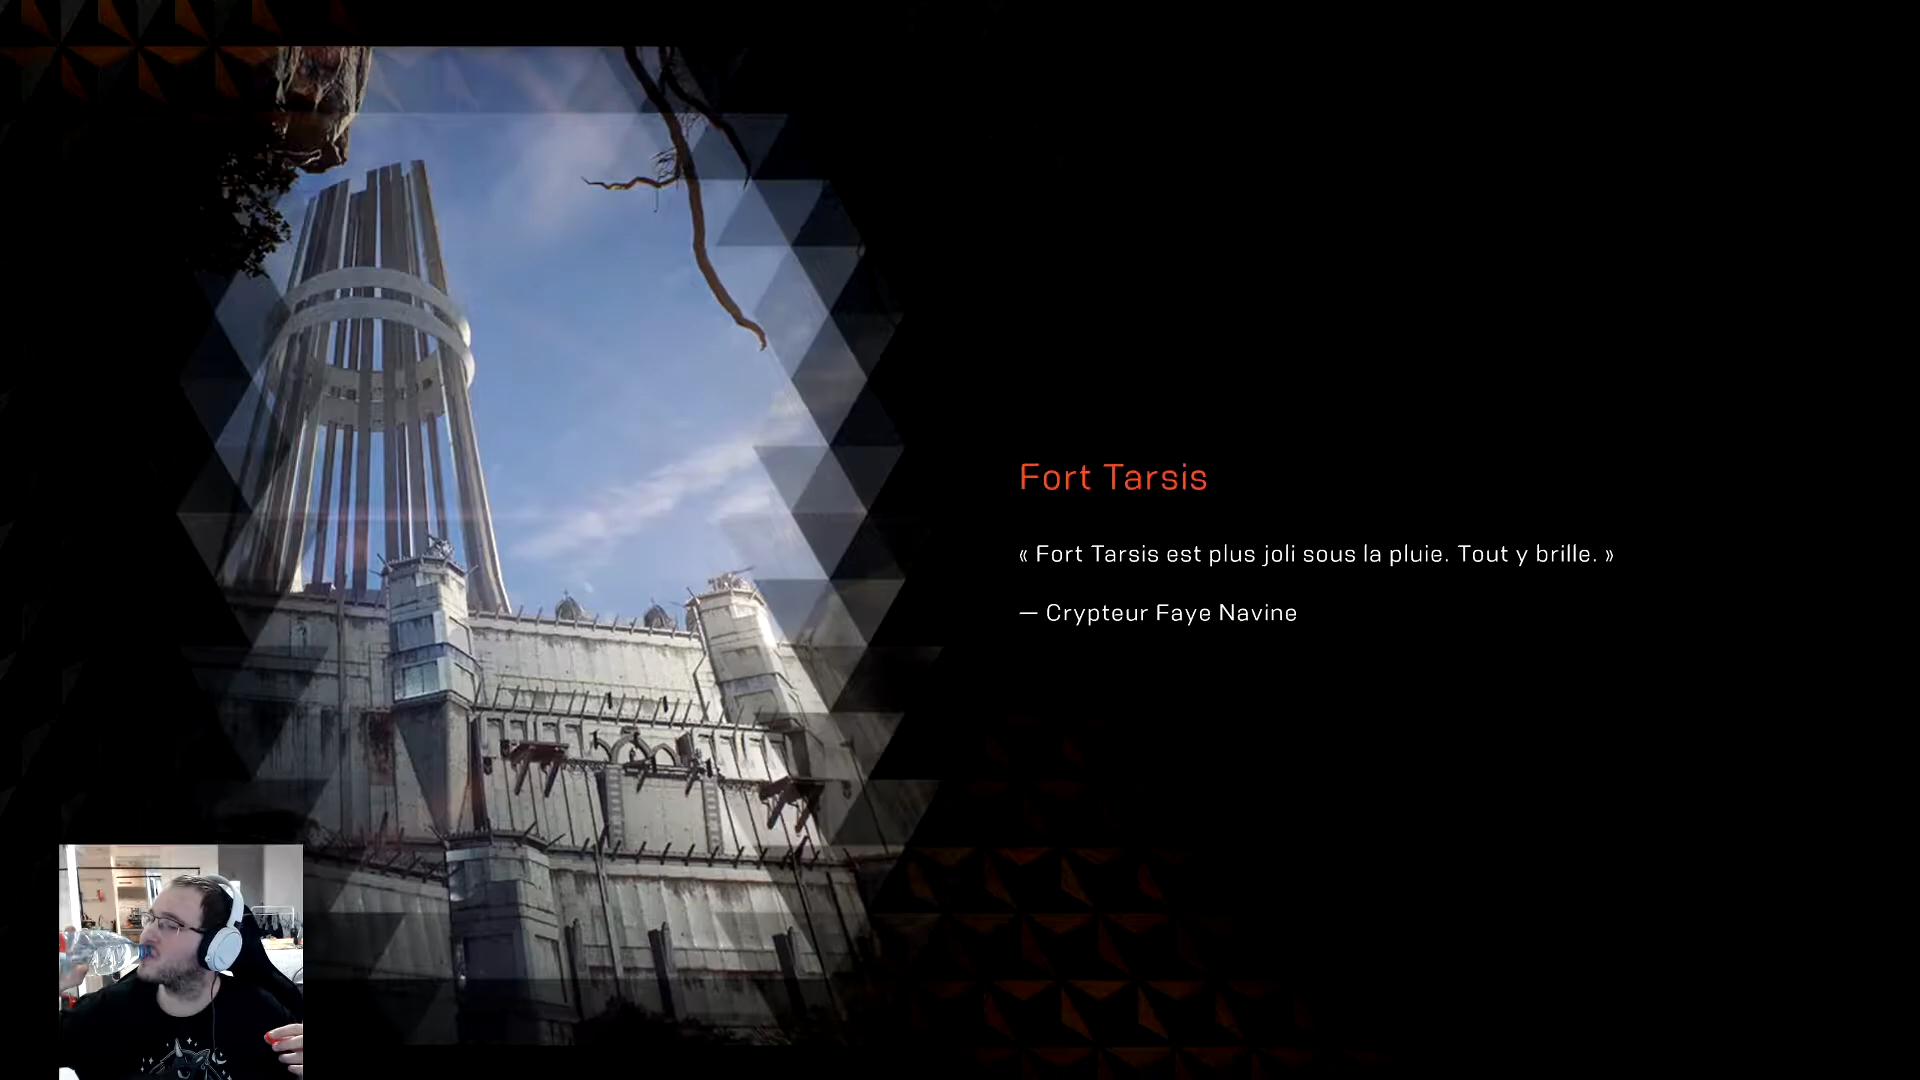 Fort Tarsis
« Fort Tarsis est plus joli sous la pluie. Tout y brille. »
— Crypteur Faye Navine